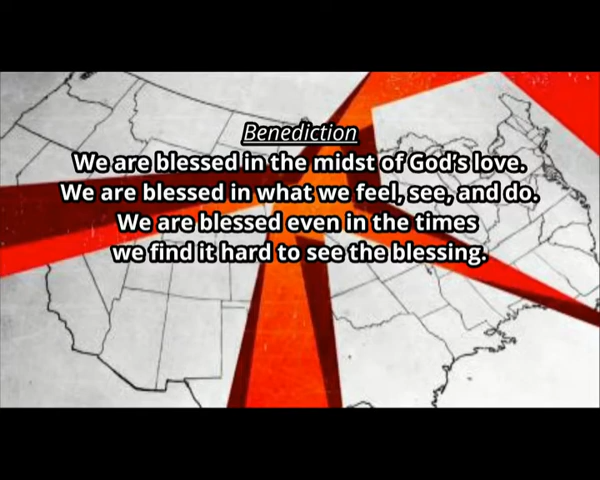 Benediction
We are blessed in the midst of God's love.
We are blessed in what we feel, see, and do.
We are blessed even in the times
we find it hard to see the blessing.